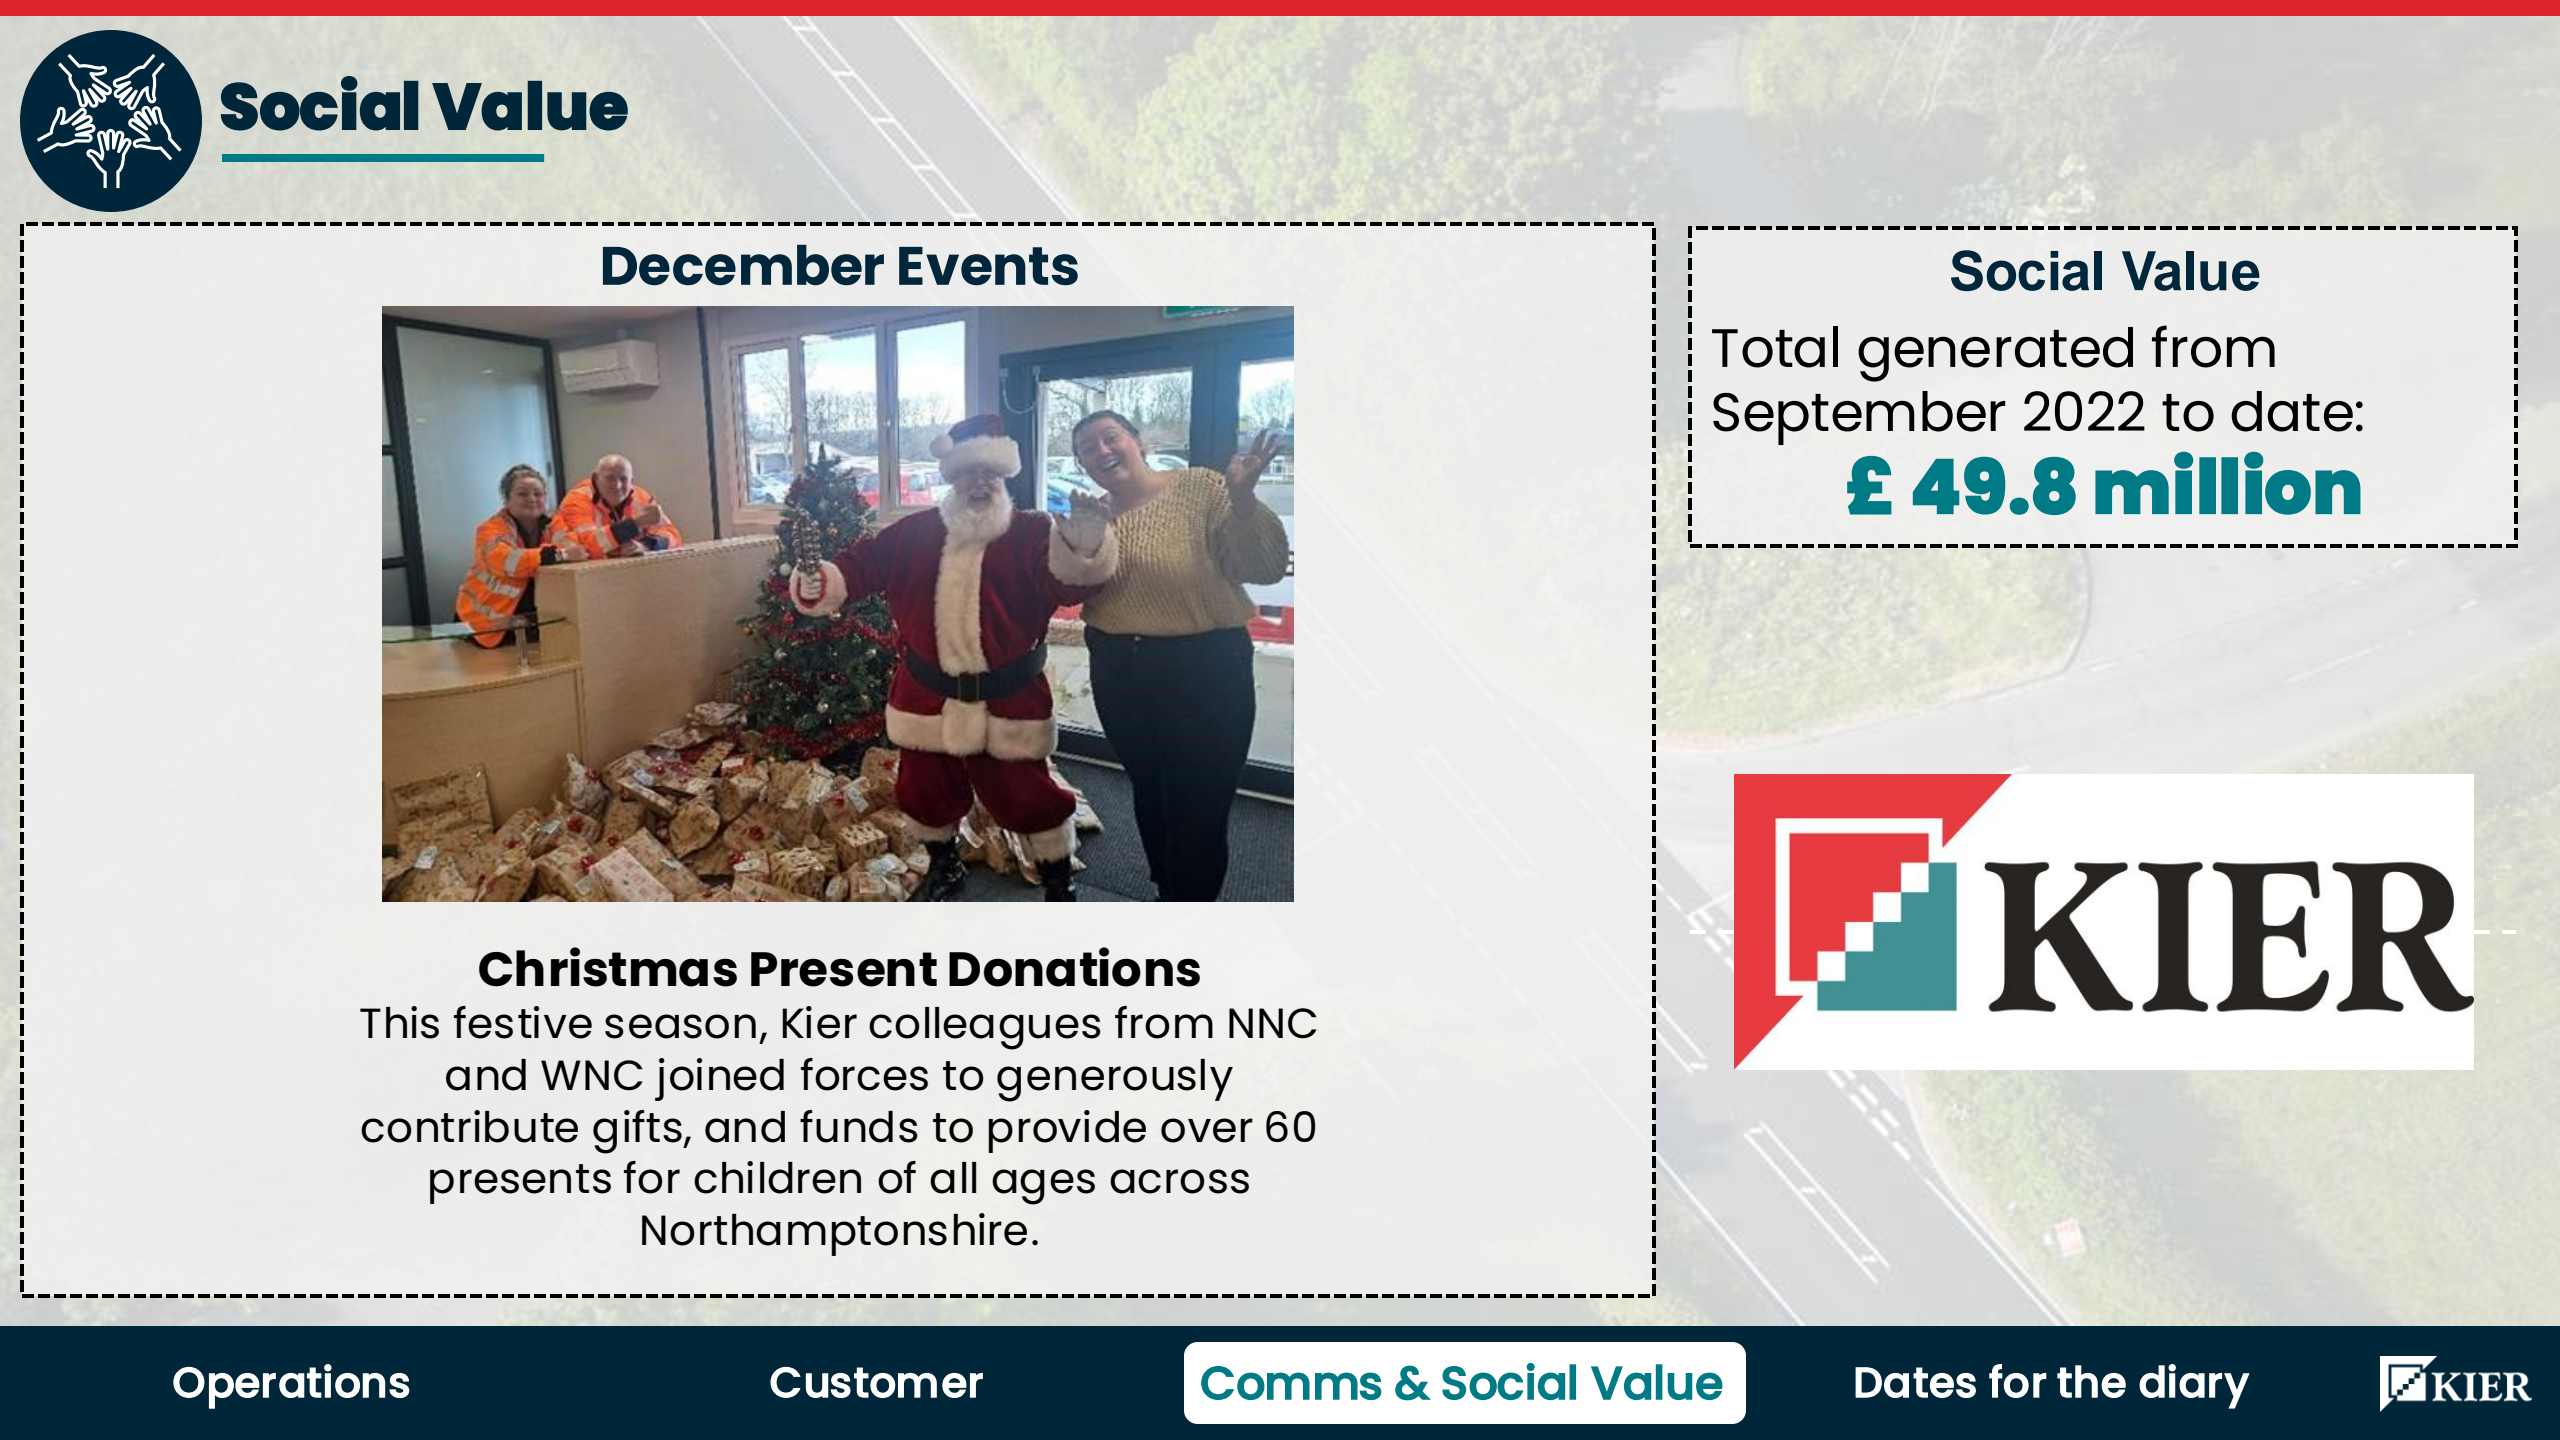 Social Value
December Events
Christmas Present Donations
This festive season, Kier colleagues from NNC
and WNC joined forces to generously
contribute gifts, and funds to provide over 60
presents for children of all ages across
Northamptonshire.
Social Value
Total generated from
September 2022 to date:
£ 49.8 million
KIER
Operations
Customer
Comms & Social Value
Dates for the diary
KIER